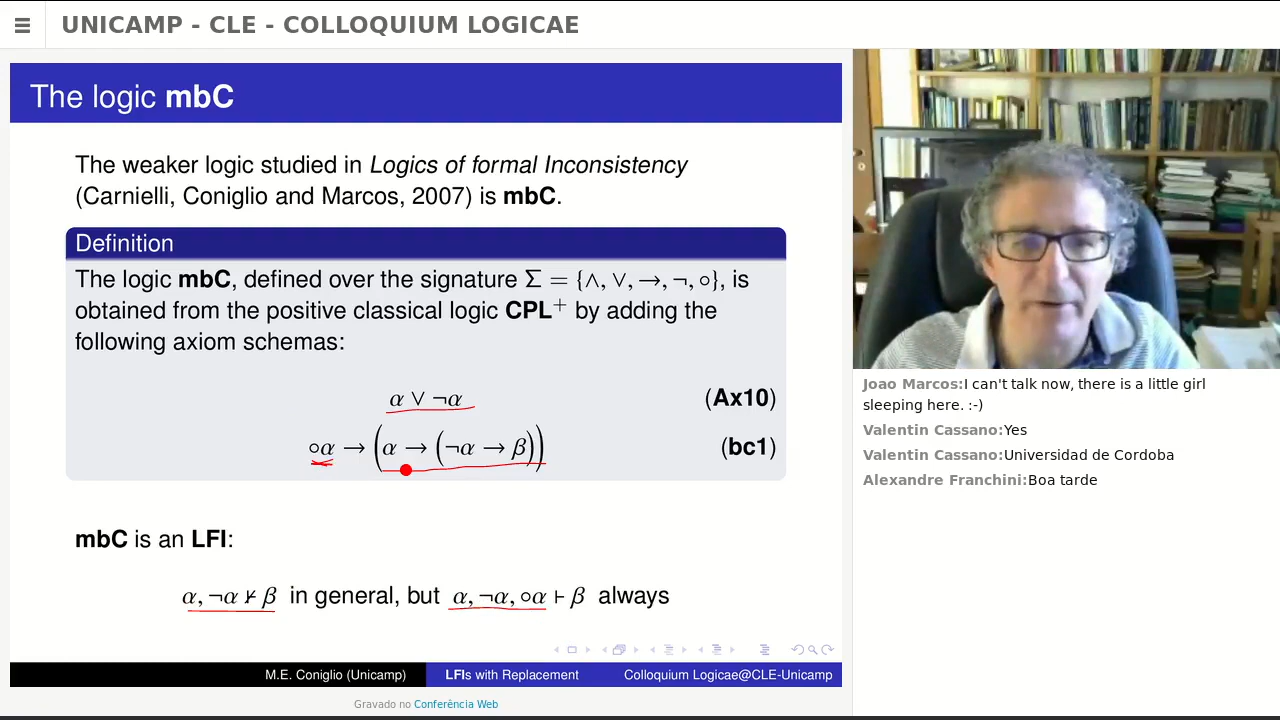 ☰ UNICAMP - CLE - COLLOQUIUM LOGICAE
The logic mbC
The weaker logic studied in Logics of formal Inconsistency
(Carnielli, Coniglio and Marcos, 2007) is mbC.
Definition
The logic mbC, defined over the signature Σ = {∧, ∨, →, ¬, ∘}, is
obtained from the positive classical logic CPL⁺ by adding the
following axiom schemas:
α ∨ ¬α (Ax10)
∘α → (α → (¬α → β)) (bc1)
mbC is an LFI:
α, ¬α ⊬ β in general, but α, ¬α, ∘α ⊢ β always
M.E. Coniglio (Unicamp) LFIs with Replacement Colloquium Logicae@CLE-Unicamp
Gravado no Conferência Web
Joao Marcos:I can't talk now, there is a little girl
sleeping here. :-)
Valentin Cassano:Yes
Valentin Cassano:Universidad de Cordoba
Alexandre Franchini:Boa tarde